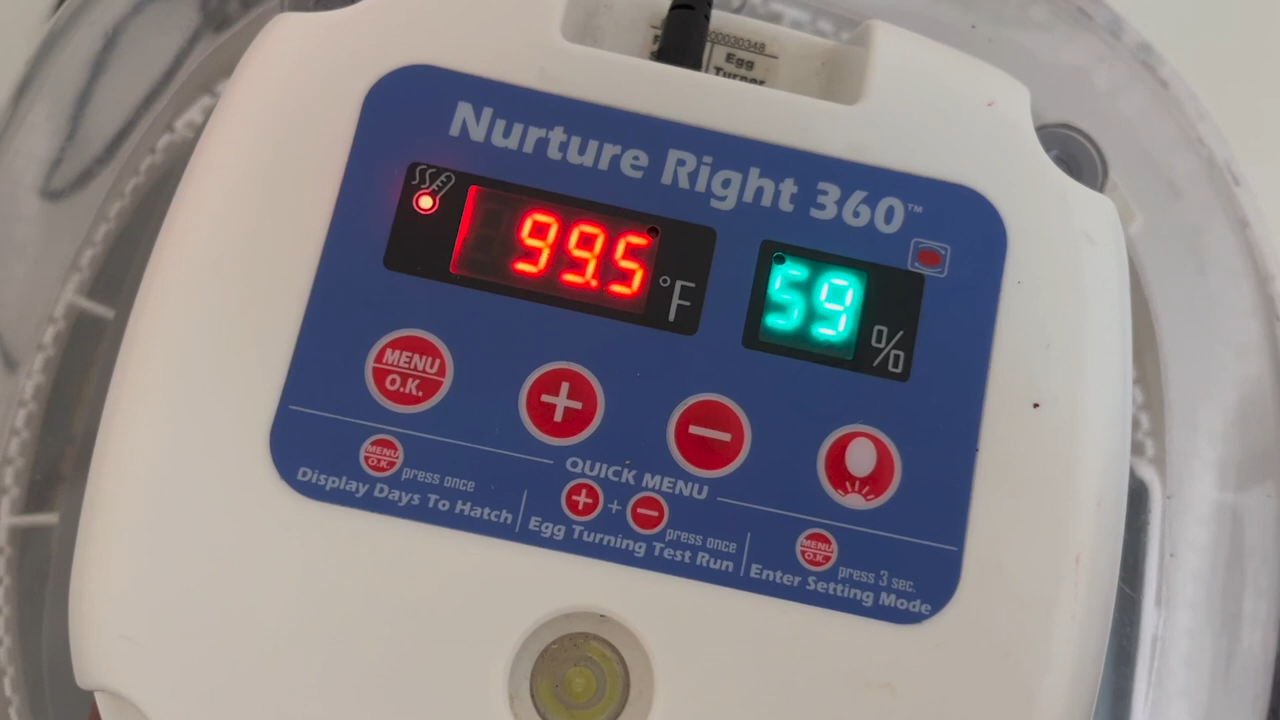 00030348
Egg
Turner
Nurture Right 360™
99.5 °F
59 %
MENU
O.K.
+
−
MENU
O.K.
press once
Display Days To Hatch
QUICK MENU
+ + −
press once
Egg Turning Test Run
MENU
O.K.
press 3 sec.
Enter Setting Mode